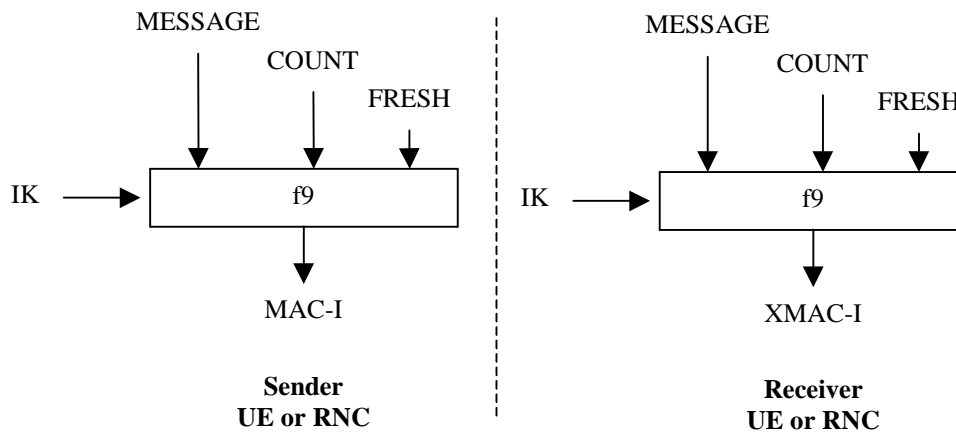 MESSAGE
COUNT
FRESH
IK
f9
MAC-I
Sender
UE or RNC
MESSAGE
COUNT
FRESH
IK
f9
XMAC-I
Receiver
UE or RNC